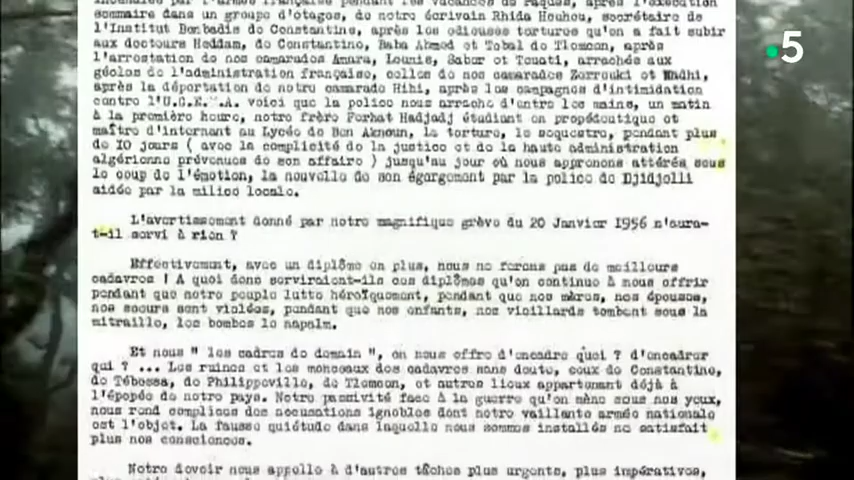 incendiée par l'armée française pendant les vacances de Pâques, après l'exécution
sommaire dans un groupe d'otages, de notre écrivain Rhida Houhou, secrétaire de
l'Institut Benbadis de Constantine, après les odieuses tortures qu'on a fait subir
aux docteurs Heddam, de Constantine, Baba Ahmed et Tobal de Tlemcen, après
l'arrestation de nos camarades Amara, Lounis, Saber et Touati, arrachés aux
géoles de l'administration française, celles de nos camarades Zerrouki et Mahdi,
après la déportation de notre camarade Hihi, après les campagnes d'intimidation
contre l'U.G.E. .A. voici que la police nous arrache d'entre les mains, un matin
à la première heure, notre frère Ferhat Hadjadj étudiant en propédeutique et
maître d'internat au Lycée de Ben Aknoun, le torture, le sequestre, pendant plus
de 10 jours ( avec la complicité de la justice et de la haute administration
algérienne prévenues de son affaire ) jusqu'au jour où nous apprenons attérés sous
le coup de l'émotion, la nouvelle de son égorgement par la police de Djidjelli
aidée par la milice locale.
L'avertissement donné par notre magnifique grève du 20 Janvier 1956 n'aura-
t-il servi à rien ?
Effectivement, avec un diplôme en plus, nous ne ferons pas de meilleurs
cadavres ! A quoi donc serviraient-ils ces diplômes qu'on continue à nous offrir
pendant que notre peuple lutte héroïquement, pendant que nos mères, nos épouses,
nos soeurs sont violées, pendant que nos enfants, nos vieillards tombent sous la
mitraille, les bombes le napalm.
Et nous " les cadres de demain ", on nous offre d'encadrer quoi ? d'encadrer
qui ? ... Les ruines et les monceaux des cadavres sans doute, ceux de Constantine,
de Tébessa, de Philippeville, de Tlemcen, et autres lieux appartenant déjà à
l'épopée de notre pays. Notre passivité face à la guerre qu'on mène sous nos yeux,
nous rend complices des accusations ignobles dont notre vaillante armée nationale
est l'objet. La fausse quiétude dans laquelle nous sommes installés ne satisfait
plus nos consciences.
Notre devoir nous appelle à d'autres tâches plus urgents, plus impératives,
5